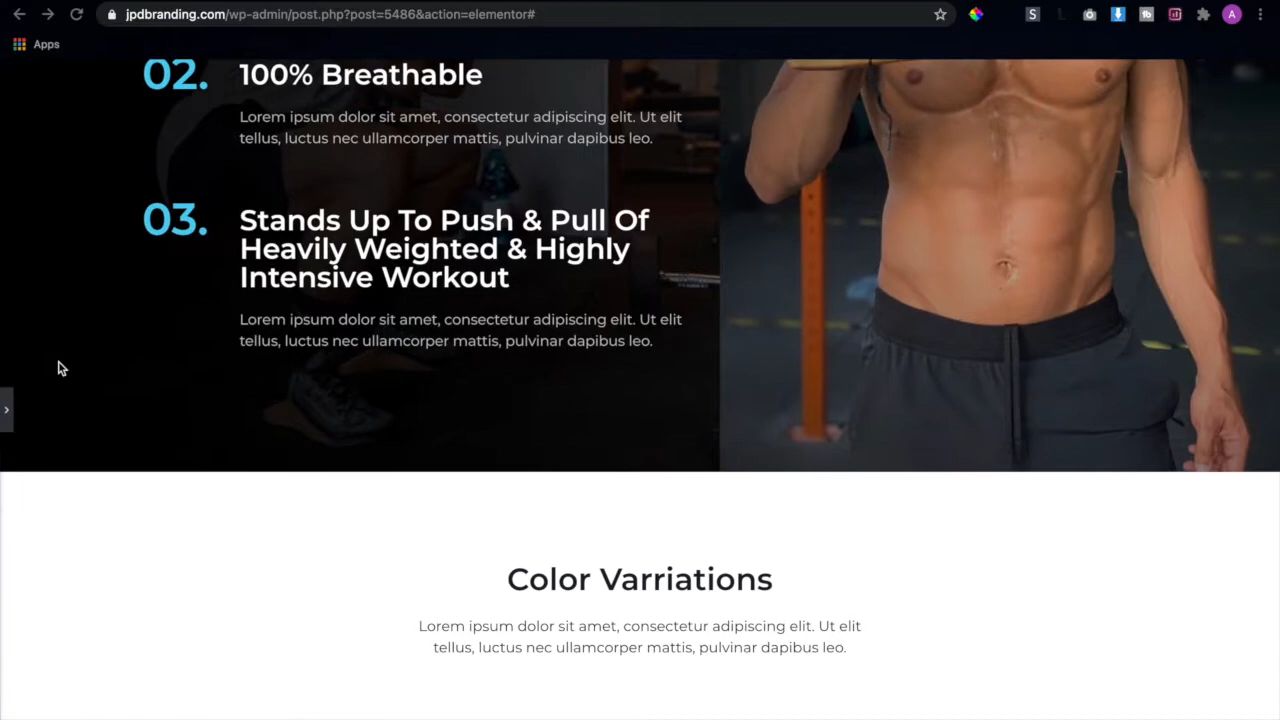 jpdbranding.com/wp-admin/post.php?post=5486&action=elementor#
S
A
Apps
02.
100% Breathable
Lorem ipsum dolor sit amet, consectetur adipiscing elit. Ut elit
tellus, luctus nec ullamcorper mattis, pulvinar dapibus leo.
03.
Stands Up To Push & Pull Of
Heavily Weighted & Highly
Intensive Workout
Lorem ipsum dolor sit amet, consectetur adipiscing elit. Ut elit
tellus, luctus nec ullamcorper mattis, pulvinar dapibus leo.
Color Varriations
Lorem ipsum dolor sit amet, consectetur adipiscing elit. Ut elit
tellus, luctus nec ullamcorper mattis, pulvinar dapibus leo.